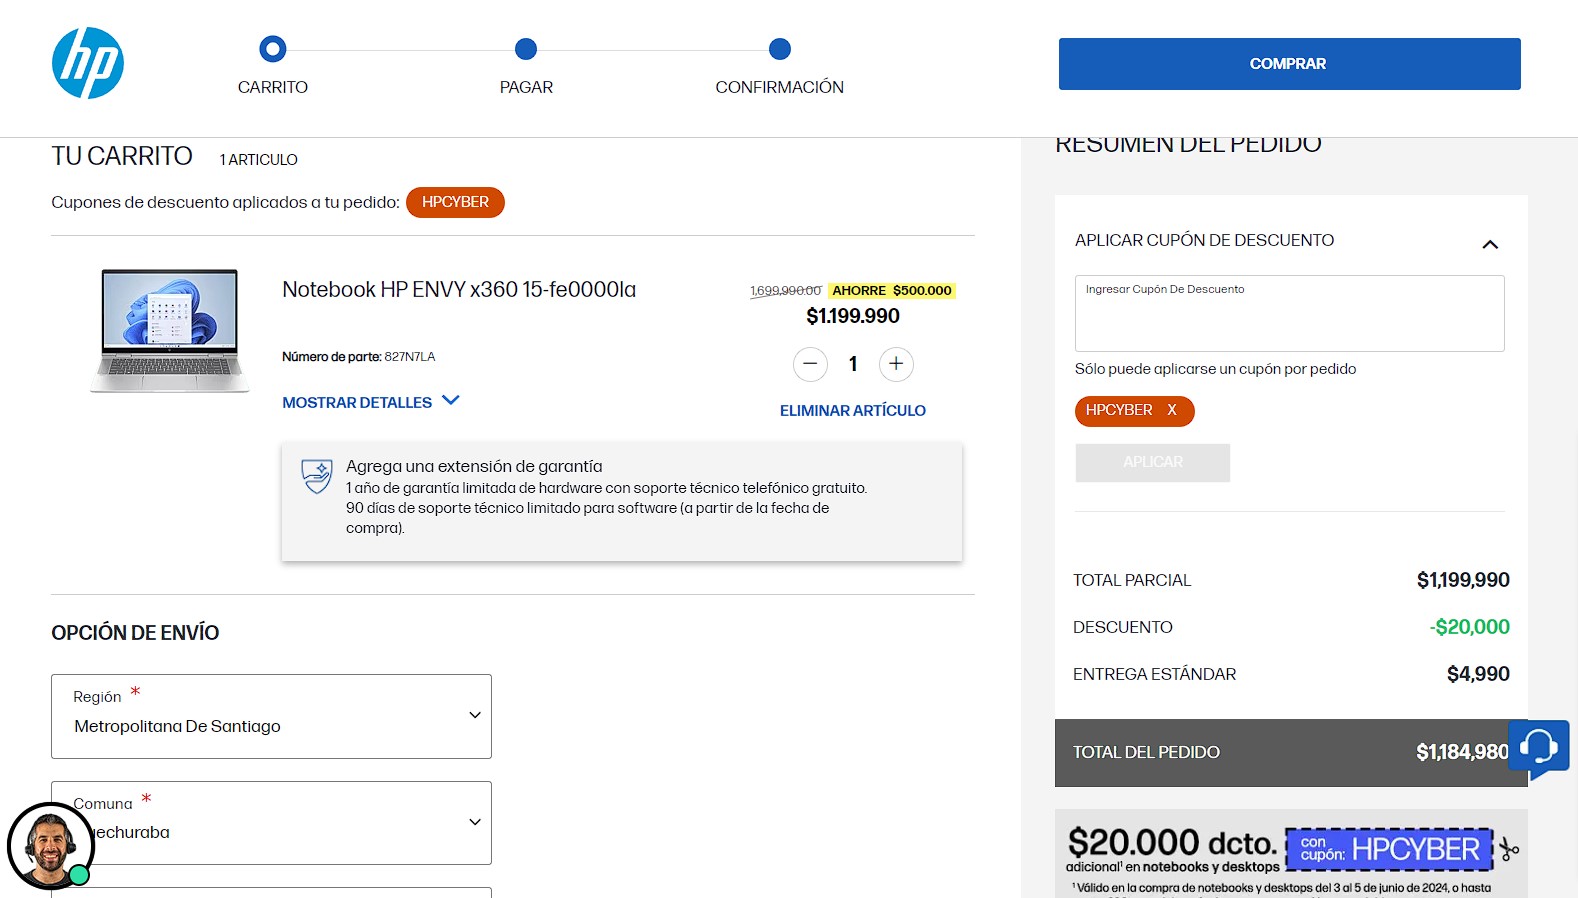 hp
CARRITO
PAGAR
CONFIRMACIÓN
COMPRAR
TU CARRITO
1 ARTICULO
Cupones de descuento aplicados a tu pedido: HPCYBER
Notebook HP ENVY x360 15-fe0000la
1,699,990.00 AHORRE $500.000
$1.199.990
Número de parte: 827N7LA
1
MOSTRAR DETALLES
ELIMINAR ARTÍCULO
Agrega una extensión de garantía
1 año de garantía limitada de hardware con soporte técnico telefónico gratuito.
90 días de soporte técnico limitado para software (a partir de la fecha de
compra).
OPCIÓN DE ENVÍO
Región *
Metropolitana De Santiago
Comuna *
echuraba
RESUMEN DEL PEDIDO
APLICAR CUPÓN DE DESCUENTO
Ingresar Cupón De Descuento
Sólo puede aplicarse un cupón por pedido
HPCYBER X
APLICAR
TOTAL PARCIAL $1,199,990
DESCUENTO -$20,000
ENTREGA ESTÁNDAR $4,990
TOTAL DEL PEDIDO $1,184,980
$20.000 dcto.
adicional¹ en notebooks y desktops
con
cupón: HPCYBER
¹ Válido en la compra de notebooks y desktops del 3 al 5 de junio de 2024, o hasta